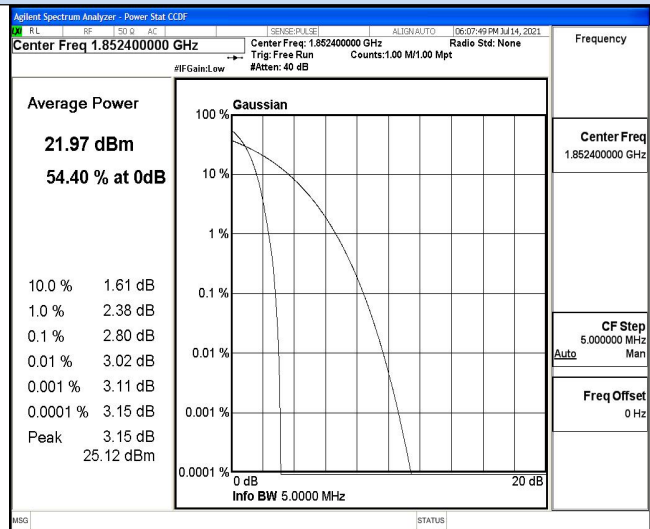 Agilent Spectrum Analyzer - Power Stat CCDF
LXI RL RF 50 Ω AC SENSE:PULSE ALIGNAUTO 06:07:49 PM Jul 14, 2021
Center Freq 1.852400000 GHz
Center Freq: 1.852400000 GHz Radio Std: None
Trig: Free Run Counts:1.00 M/1.00 Mpt
#IFGain:Low #Atten: 40 dB
Frequency
Average Power
21.97 dBm
54.40 % at 0dB
10.0 % 1.61 dB
1.0 % 2.38 dB
0.1 % 2.80 dB
0.01 % 3.02 dB
0.001 % 3.11 dB
0.0001 % 3.15 dB
Peak 3.15 dB
25.12 dBm
Gaussian
100 %
10 %
1 %
0.1 %
0.01 %
0.001 %
0.0001 %
0 dB 20 dB
Info BW 5.0000 MHz
Center Freq
1.852400000 GHz
CF Step
5.000000 MHz
Auto Man
Freq Offset
0 Hz
MSG STATUS